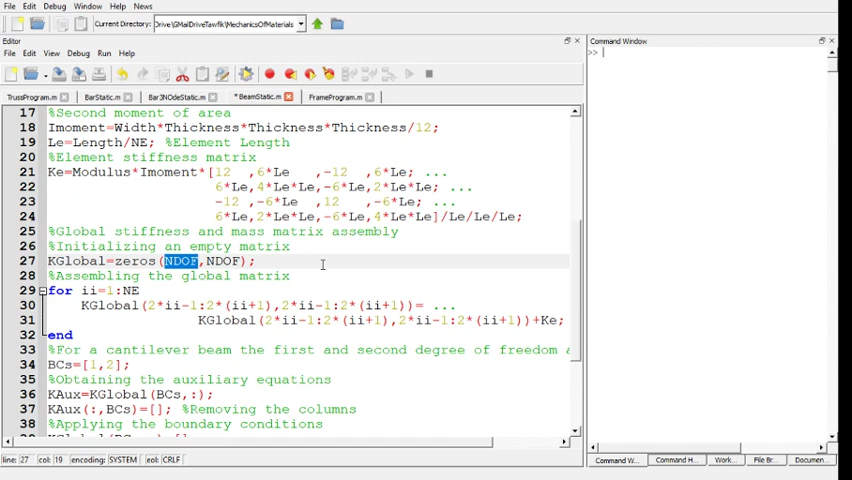 File Edit Debug Window Help News
Current Directory: Drive\GMailDriveTawfik\MechanicsOfMaterials
Editor
File Edit View Debug Run Help
TrussProgram.m BarStatic.m Bar3NOdeStatic.m * BeamStatic.m FrameProgram.m
17 %Second moment of area
18 Imoment=Width*Thickness*Thickness*Thickness/12;
19 Le=Length/NE; %Element Length
20 %Element stiffness matrix
21 Ke=Modulus*Imoment*[12 ,6*Le ,-12 ,6*Le; ...
22 6*Le,4*Le*Le,-6*Le,2*Le*Le; ...
23 -12 ,-6*Le ,12 ,-6*Le; ...
24 6*Le,2*Le*Le,-6*Le,4*Le*Le]/Le/Le/Le;
25 %Global stiffness and mass matrix assembly
26 %Initializing an empty matrix
27 KGlobal=zeros(NDOF,NDOF);
28 %Assembling the global matrix
29 for ii=1:NE
30 KGlobal(2*ii-1:2*(ii+1),2*ii-1:2*(ii+1))= ...
31 KGlobal(2*ii-1:2*(ii+1),2*ii-1:2*(ii+1))+Ke;
32 end
33 %For a cantilever beam the first and second degree of freedom a
34 BCs=[1,2];
35 %Obtaining the auxiliary equations
36 KAux=KGlobal(BCs,:);
37 KAux(:,BCs)=[]; %Removing the columns
38 %Applying the boundary conditions
line: 27 col: 19 encoding: SYSTEM eol: CRLF
Command Window
>>
Command W... Command H... Work... File Br... Documen...